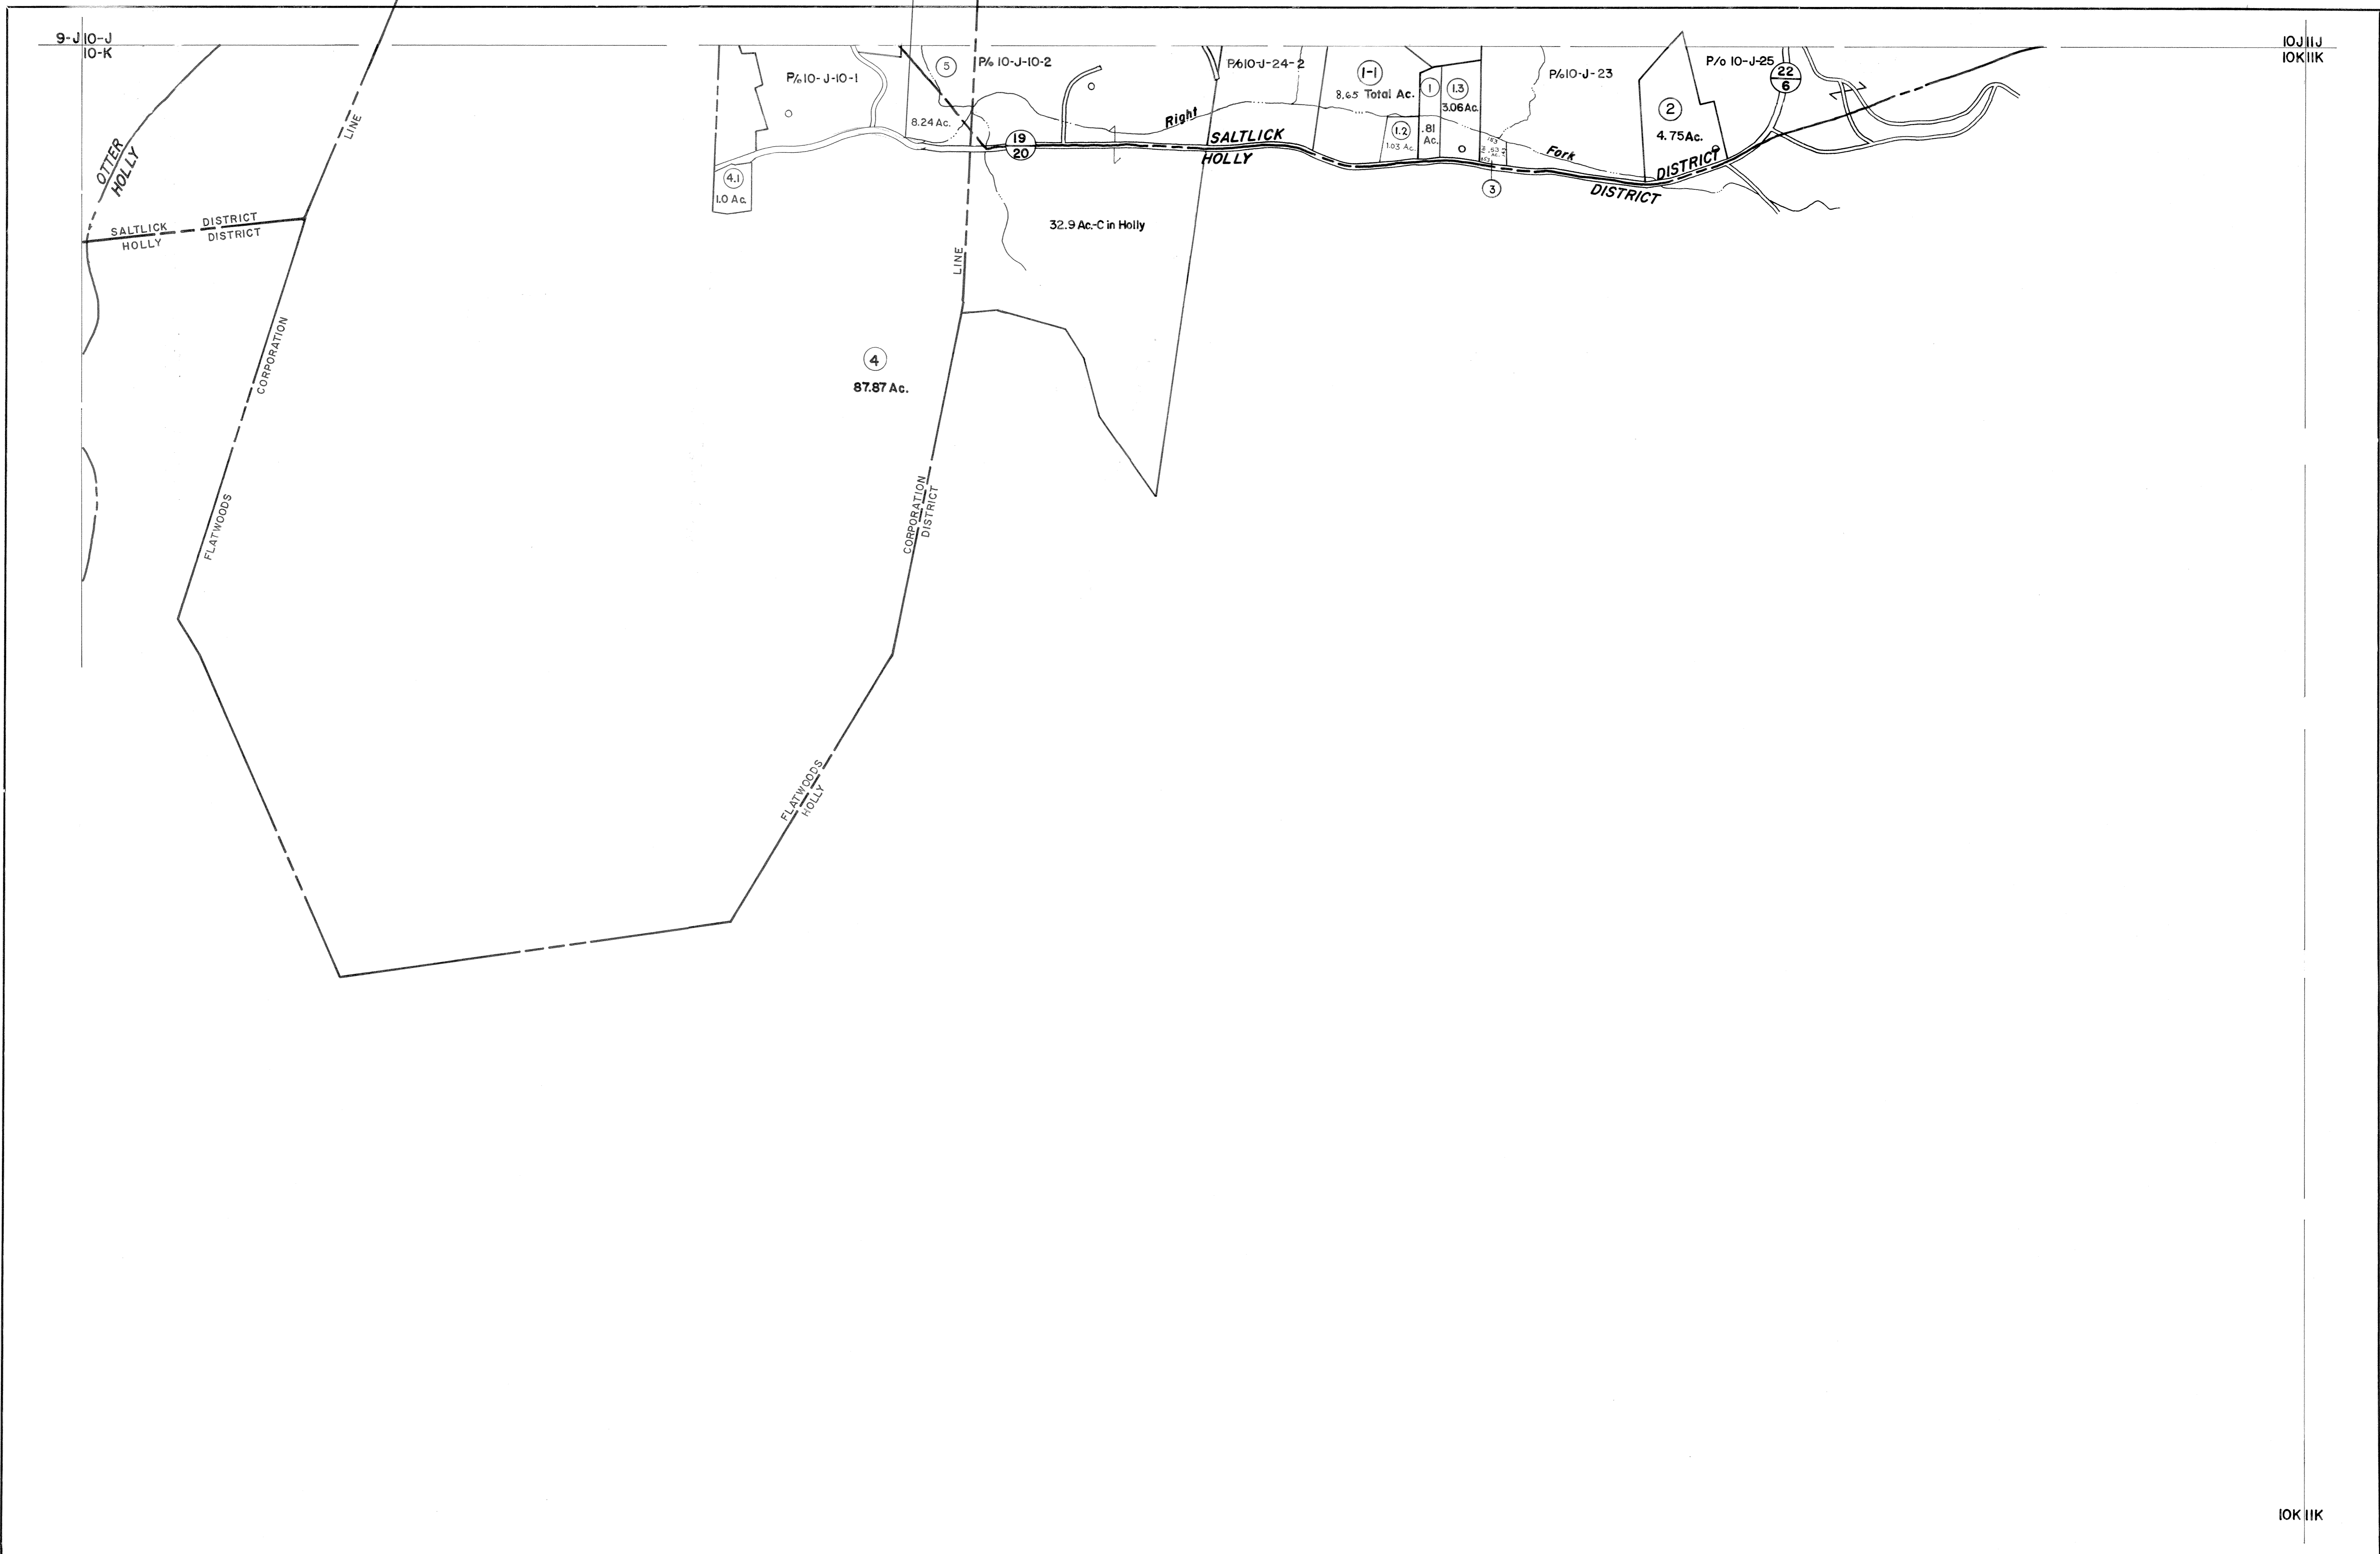 9-J 10-J
10-K
10J 11J
10K 11K
P/o 10-J-10-1
5
P/o 10-J-10-2
P/o 10-J-24-2
1-1
8.65 Total Ac.
1
1.3
3.06 Ac.
P/o 10-J-23
P/o 10-J-25
22
6
2
4.75 Ac.
8.24 Ac.
LINE
Right
1.2
1.03 Ac.
.81
Ac.
19
20
SALTLICK
HOLLY
Fork
DISTRICT
DISTRICT
3
OTTER
HOLLY
4.1
1.0 Ac.
SALTLICK DISTRICT
HOLLY DISTRICT
32.9 Ac.-C in Holly
LINE
CORPORATION
4
87.87 Ac.
FLATWOODS
CORPORATION
DISTRICT
FLATWOODS
HOLLY
10K 11K